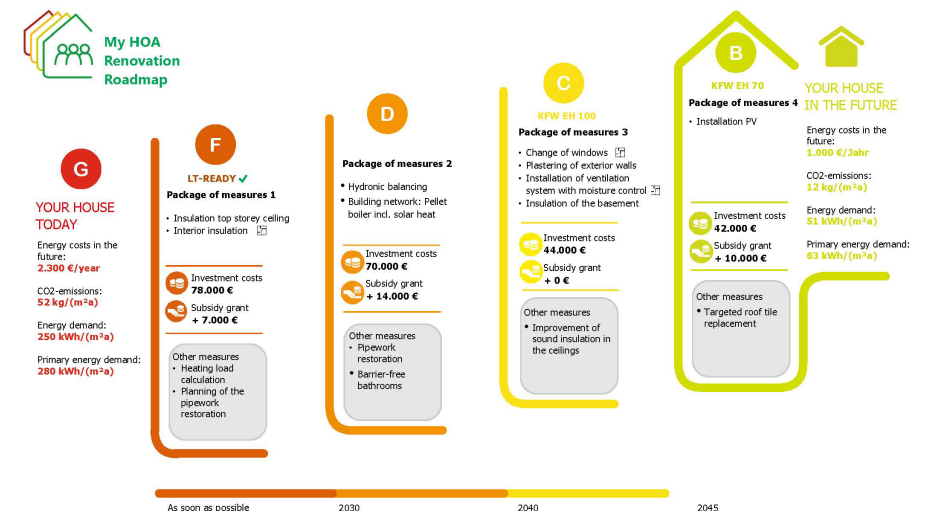 My HOA
Renovation
Roadmap
G
YOUR HOUSE
TODAY
Energy costs in the
future:
2.300 €/year
CO2-emissions:
52 kg/(m²a)
Energy demand:
250 kWh/(m²a)
Primary energy demand:
280 kWh/(m²a)
F
LT-READY
Package of measures 1
• Insulation top storey ceiling
• Interior insulation
Investment costs
78.000 €
Subsidy grant
+ 7.000 €
Other measures
• Heating load
calculation
• Planning of the
pipework
restoration
D
Package of measures 2
• Hydronic balancing
• Building network: Pellet
boiler incl. solar heat
Investment costs
70.000 €
Subsidy grant
+ 14.000 €
Other measures
• Pipework
restoration
• Barrier-free
bathrooms
C
KFW EH 100
Package of measures 3
• Change of windows
• Plastering of exterior walls
• Installation of ventilation
system with moisture control
• Insulation of the basement
Investment costs
44.000 €
Subsidy grant
+ 0 €
Other measures
• Improvement of
sound insulation in
the ceilings
B
KFW EH 70
Package of measures 4
• Installation PV
Investment costs
42.000 €
Subsidy grant
+ 10.000 €
Other measures
• Targeted roof tile
replacement
YOUR HOUSE
IN THE FUTURE
Energy costs in the
future:
1.000 €/Jahr
CO2-emissions:
12 kg/(m²a)
Energy demand:
51 kWh/(m²a)
Primary energy demand:
63 kWh/(m²a)
As soon as possible
2030
2040
2045